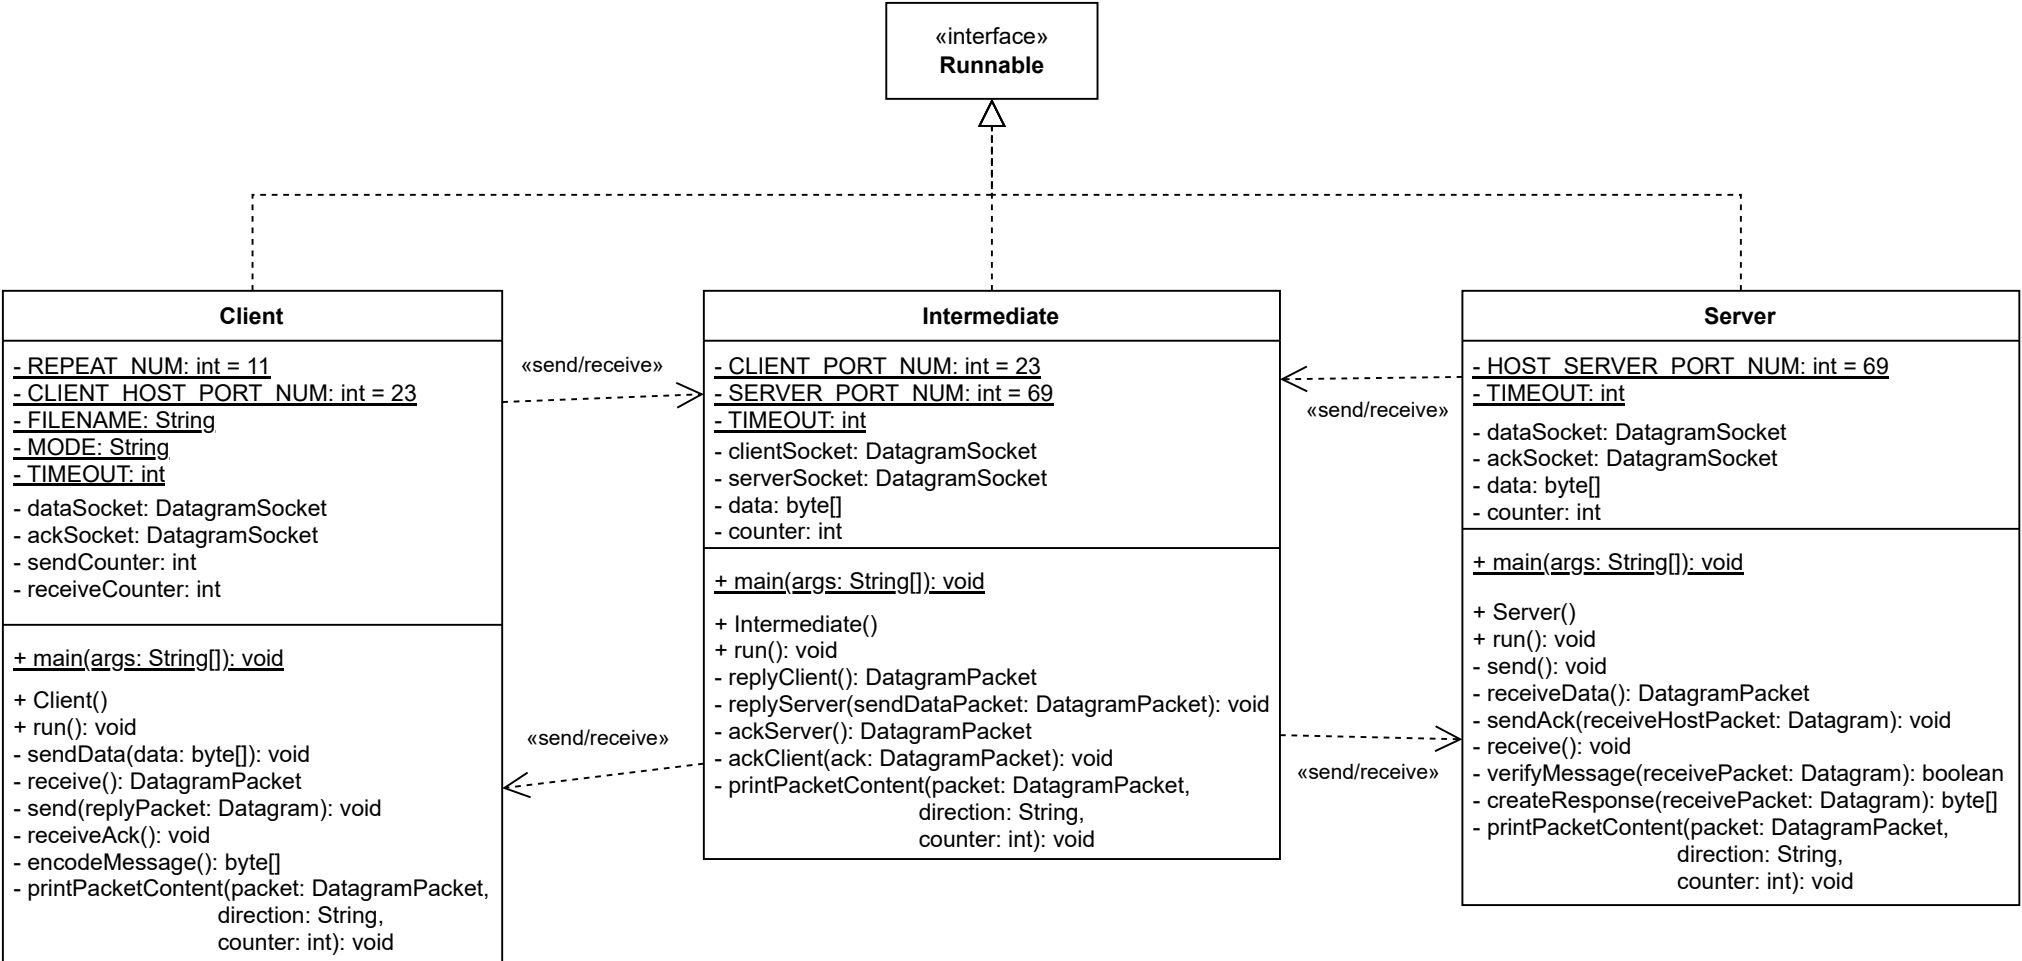 «interface»
Runnable
Client
- REPEAT_NUM: int = 11
- CLIENT_HOST_PORT_NUM: int = 23
- FILENAME: String
- MODE: String
- TIMEOUT: int
- dataSocket: DatagramSocket
- ackSocket: DatagramSocket
- sendCounter: int
- receiveCounter: int
+ main(args: String[]): void
+ Client()
+ run(): void
- sendData(data: byte[]): void
- receive(): DatagramPacket
- send(replyPacket: Datagram): void
- receiveAck(): void
- encodeMessage(): byte[]
- printPacketContent(packet: DatagramPacket,
direction: String,
counter: int): void
«send/receive»
«send/receive»
Intermediate
- CLIENT_PORT_NUM: int = 23
- SERVER_PORT_NUM: int = 69
- TIMEOUT: int
- clientSocket: DatagramSocket
- serverSocket: DatagramSocket
- data: byte[]
- counter: int
+ main(args: String[]): void
+ Intermediate()
+ run(): void
- replyClient(): DatagramPacket
- replyServer(sendDataPacket: DatagramPacket): void
- ackServer(): DatagramPacket
- ackClient(ack: DatagramPacket): void
- printPacketContent(packet: DatagramPacket,
direction: String,
counter: int): void
«send/receive»
«send/receive»
Server
- HOST_SERVER_PORT_NUM: int = 69
- TIMEOUT: int
- dataSocket: DatagramSocket
- ackSocket: DatagramSocket
- data: byte[]
- counter: int
+ main(args: String[]): void
+ Server()
+ run(): void
- send(): void
- receiveData(): DatagramPacket
- sendAck(receiveHostPacket: Datagram): void
- receive(): void
- verifyMessage(receivePacket: Datagram): boolean
- createResponse(receivePacket: Datagram): byte[]
- printPacketContent(packet: DatagramPacket,
direction: String,
counter: int): void